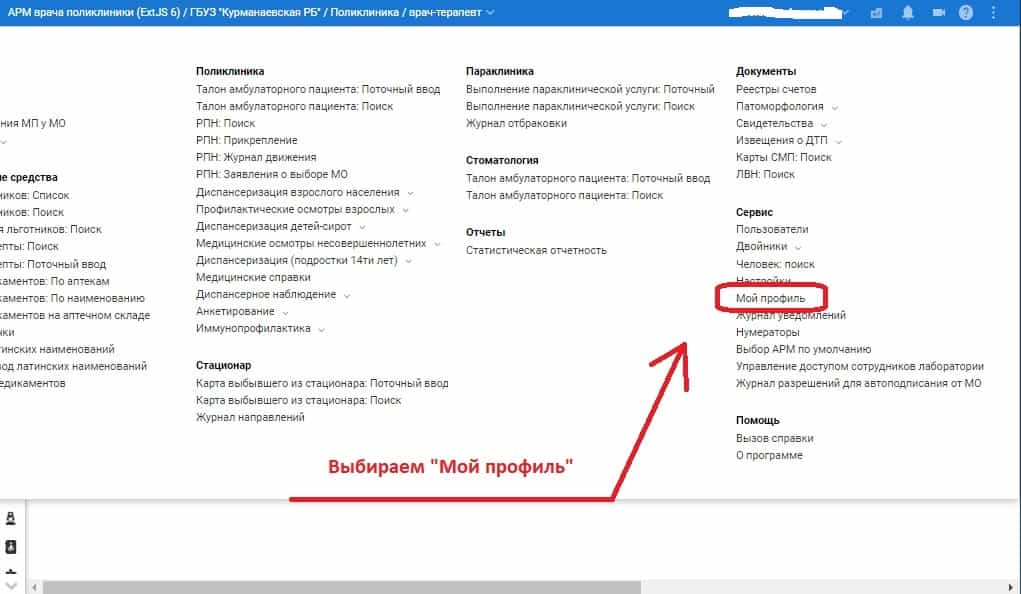 АРМ врача поликлиники (ExtJS 6) / ГБУЗ "Курманаевская РБ" / Поликлиника / врач-терапевт
ния МП у МО
е средства
ников: Список
ников: Поиск
я льготников: Поиск
епты: Поиск
епты: Поточный ввод
каментов: По аптекам
каментов: По наименованию
каментов на аптечном складе
чки
тинских наименований
вод латинских наименований
едикаментов
Поликлиника
Талон амбулаторного пациента: Поточный ввод
Талон амбулаторного пациента: Поиск
РПН: Поиск
РПН: Прикрепление
РПН: Журнал движения
РПН: Заявления о выборе МО
Диспансеризация взрослого населения
Профилактические осмотры взрослых
Диспансеризация детей-сирот
Медицинские осмотры несовершеннолетних
Диспансеризация (подростки 14ти лет)
Медицинские справки
Диспансерное наблюдение
Анкетирование
Иммунопрофилактика
Стационар
Карта выбывшего из стационара: Поточный ввод
Карта выбывшего из стационара: Поиск
Журнал направлений
Параклиника
Выполнение параклинической услуги: Поточный
Выполнение параклинической услуги: Поиск
Журнал отбраковки
Стоматология
Талон амбулаторного пациента: Поточный ввод
Талон амбулаторного пациента: Поиск
Отчеты
Статистическая отчетность
Документы
Реестры счетов
Патоморфология
Свидетельства
Извещения о ДТП
Карты СМП: Поиск
ЛВН: Поиск
Сервис
Пользователи
Двойники
Человек: поиск
Настройки
Мой профиль
Журнал уведомлений
Нумераторы
Выбор АРМ по умолчанию
Управление доступом сотрудников лаборатории
Журнал разрешений для автоподписания от МО
Помощь
Вызов справки
О программе
Выбираем "Мой профиль"